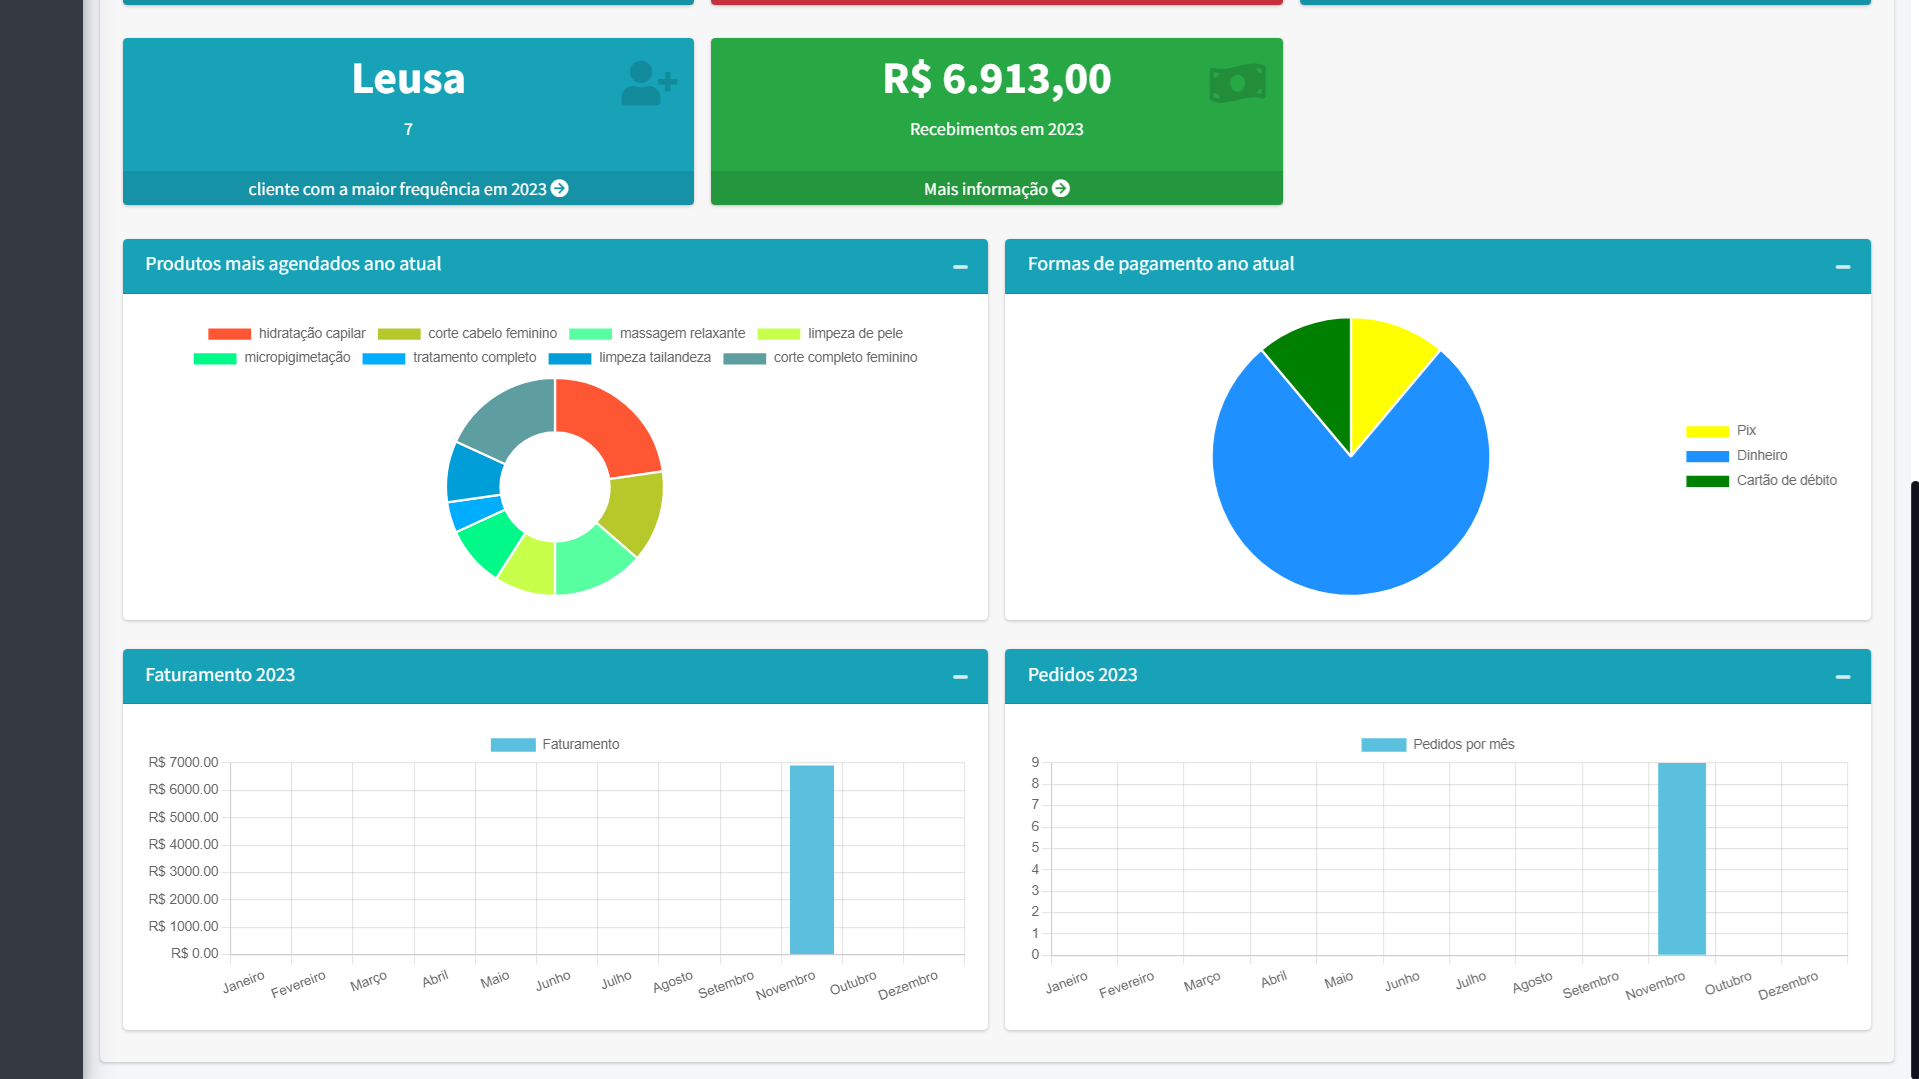 Leusa
7
cliente com a maior frequência em 2023
R$ 6.913,00
Recebimentos em 2023
Mais informação
Produtos mais agendados ano atual
hidratação capilar corte cabelo feminino massagem relaxante limpeza de pele
micropigimetação tratamento completo limpeza tailandeza corte completo feminino
Formas de pagamento ano atual
Pix
Dinheiro
Cartão de débito
Faturamento 2023
Faturamento
R$ 7000.00
R$ 6000.00
R$ 5000.00
R$ 4000.00
R$ 3000.00
R$ 2000.00
R$ 1000.00
R$ 0.00
Janeiro Fevereiro Março Abril Maio Junho Julho Agosto Setembro Novembro Outubro Dezembro
Pedidos 2023
Pedidos por mês
9
8
7
6
5
4
3
2
1
0
Janeiro Fevereiro Março Abril Maio Junho Julho Agosto Setembro Novembro Outubro Dezembro